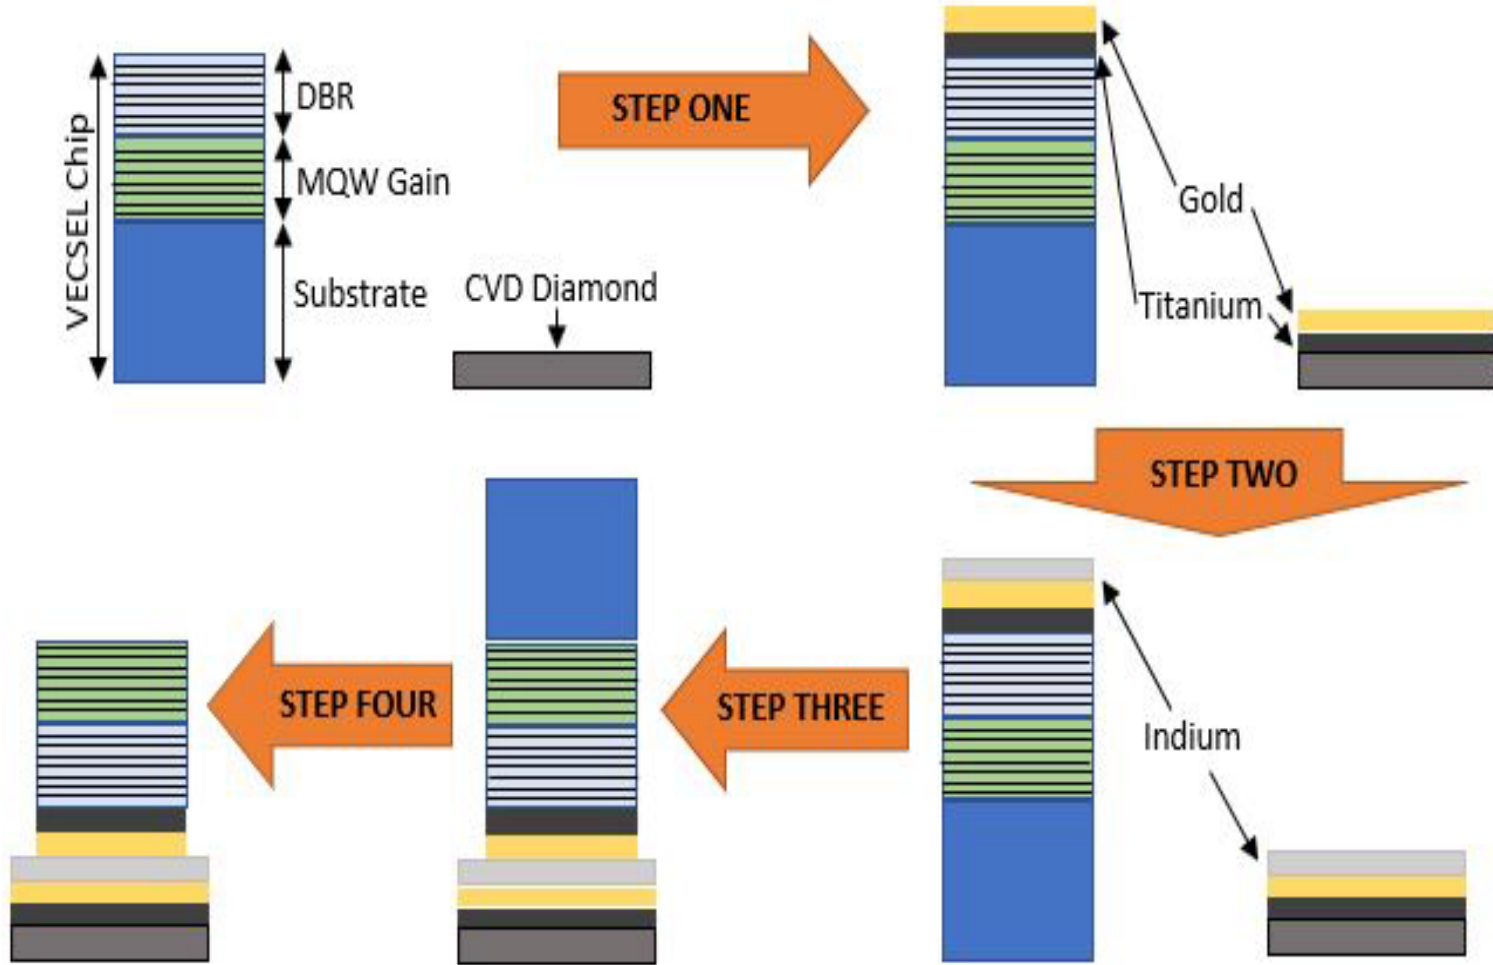 VECSEL Chip
DBR
MQW Gain
Substrate
CVD Diamond
STEP ONE
Gold
Titanium
STEP TWO
Indium
STEP THREE
STEP FOUR